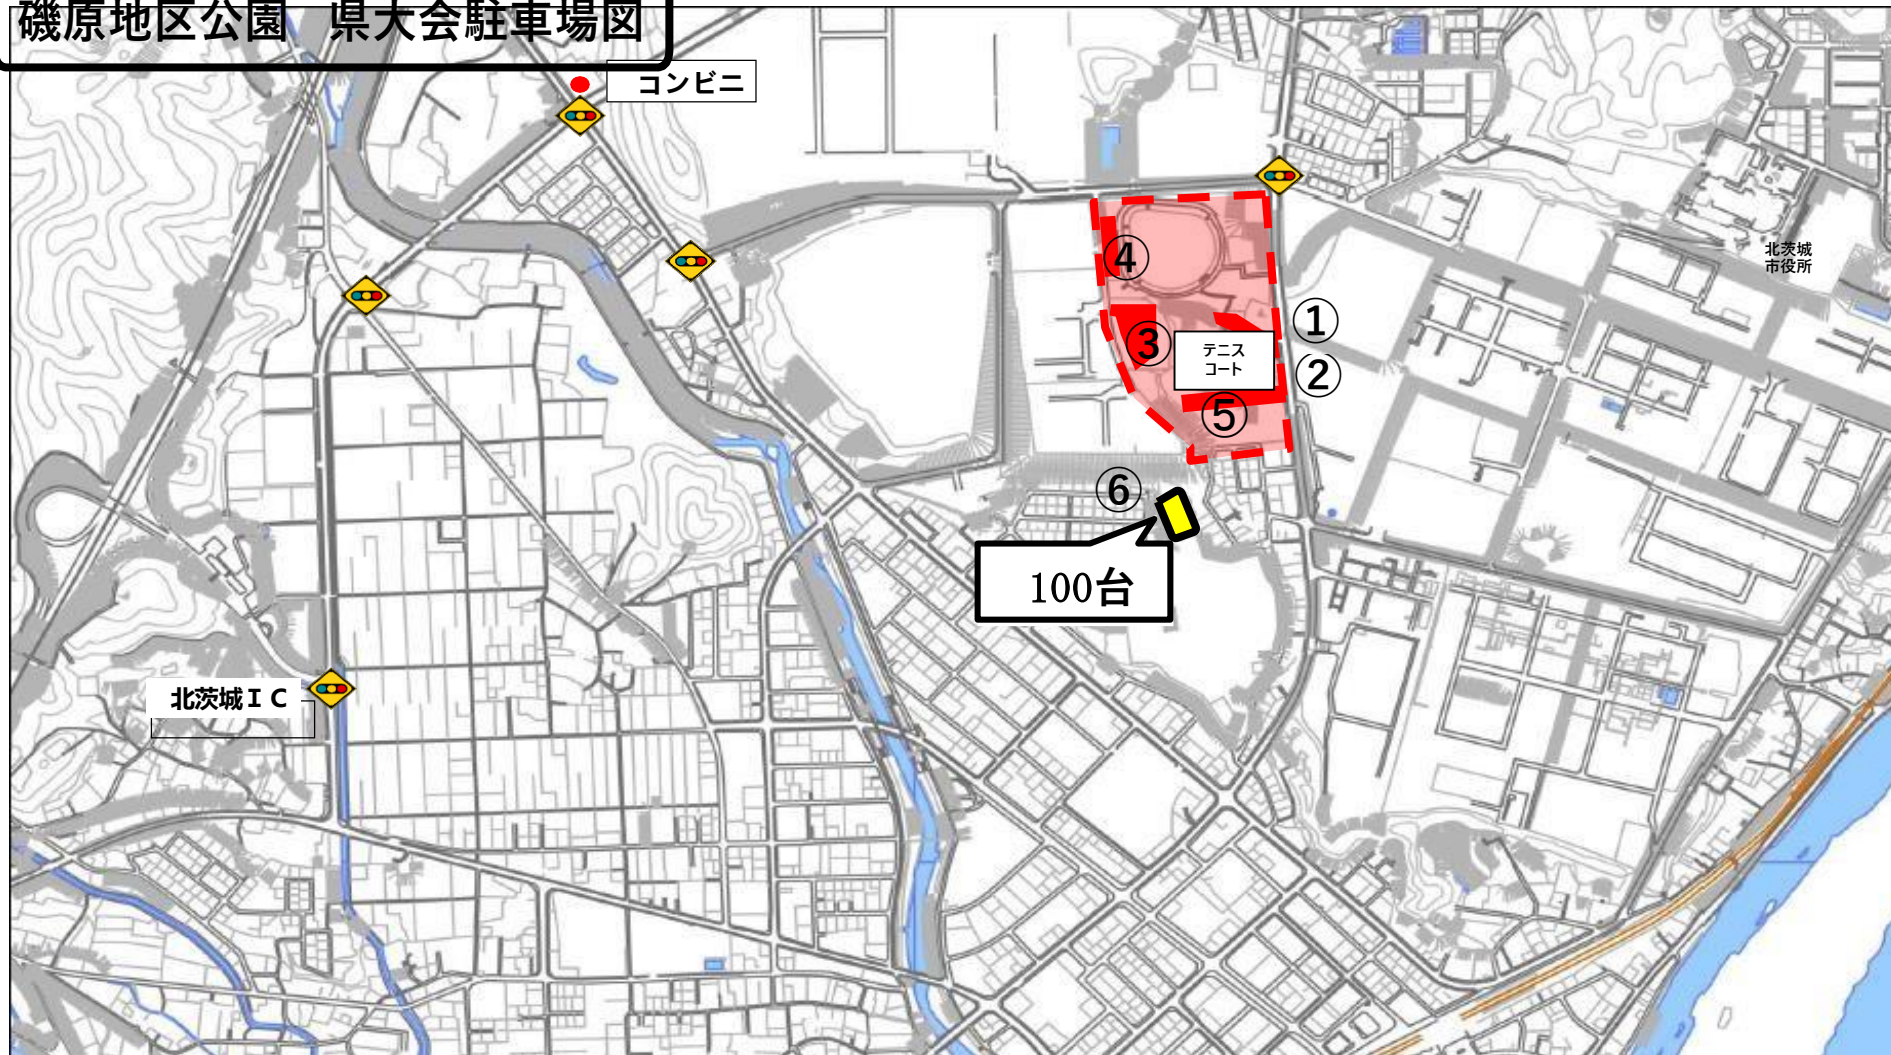 磯原地区公園　県大会駐車場図
コンビニ
北茨城
市役所
④
①
③
テニス
コート
②
⑤
⑥
100台
北茨城ＩＣ